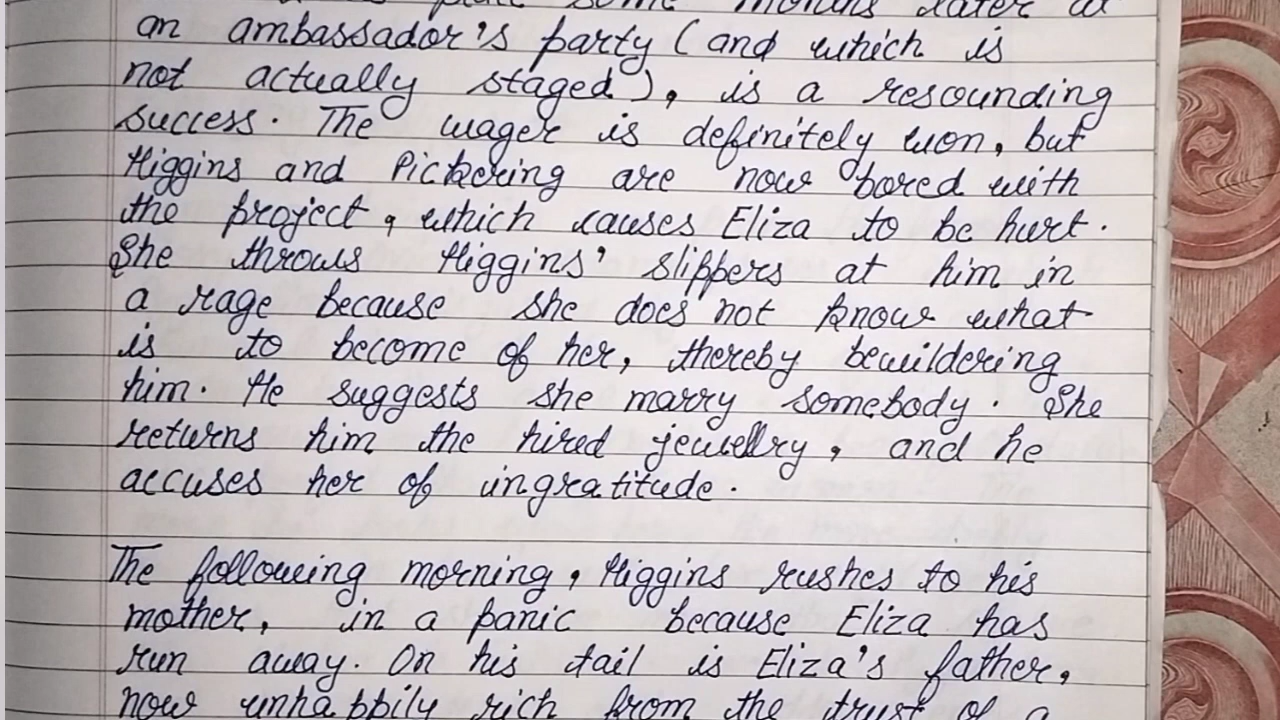 place some months later at
an ambassador's party (and which is
not actually staged), is a resounding
success. The wager is definitely won, but
Higgins and Pickering are now bored with
the project, which causes Eliza to be hurt.
She throws Higgins' slippers at him in
a rage because she does not know what
is to become of her, thereby bewildering
him. He suggests she marry somebody. She
returns him the hired jewellry, and he
accuses her of ingratitude.
The following morning, Higgins rushes to his
mother, in a panic because Eliza has
run away. On his tail is Eliza's father,
now unhappily rich from the trust of a